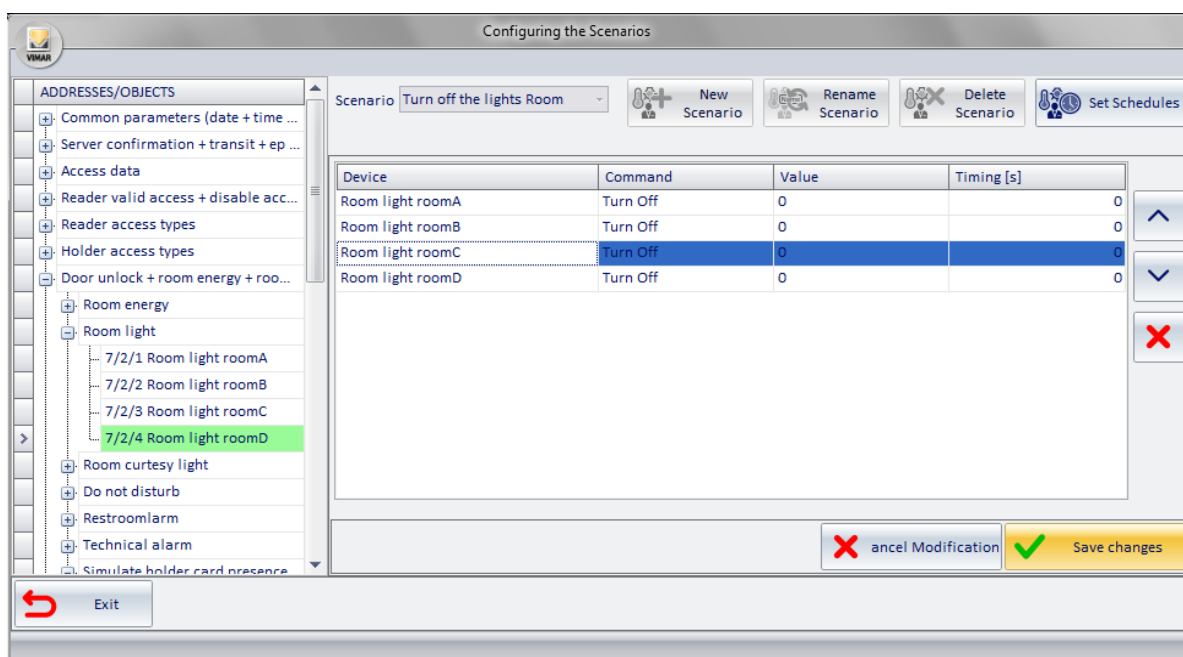 Configuring the Scenarios
VIMAR
ADDRESSES/OBJECTS
Common parameters (date + time ...
Server confirmation + transit + ep ...
Access data
Reader valid access + disable acc...
Reader access types
Holder access types
Door unlock + room energy + roo...
Room energy
Room light
7/2/1 Room light roomA
7/2/2 Room light roomB
7/2/3 Room light roomC
7/2/4 Room light roomD
Room curtesy light
Do not disturb
Restroomlarm
Technical alarm
Simulate holder card presence
Scenario Turn off the lights Room
New Scenario
Rename Scenario
Delete Scenario
Set Schedules
Device Command Value Timing [s]
Room light roomA Turn Off 0 0
Room light roomB Turn Off 0 0
Room light roomC Turn Off 0 0
Room light roomD Turn Off 0 0
ancel Modification
Save changes
Exit